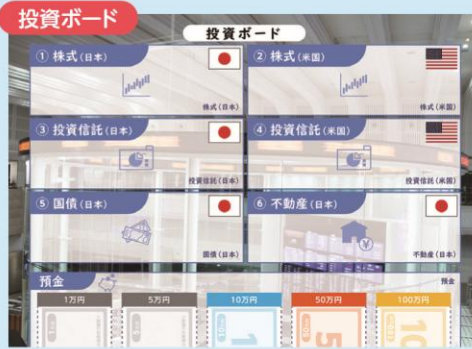 投資ボード
投資ボード
① 株式(日本)
株式(日本)
② 株式(米国)
株式(米国)
③ 投資信託(日本)
投資信託(日本)
④ 投資信託(米国)
投資信託(米国)
⑤ 国債(日本)
国債(日本)
⑥ 不動産(日本)
¥
不動産(日本)
預金
預金
1万円
5万円
10万円
50万円
100万円